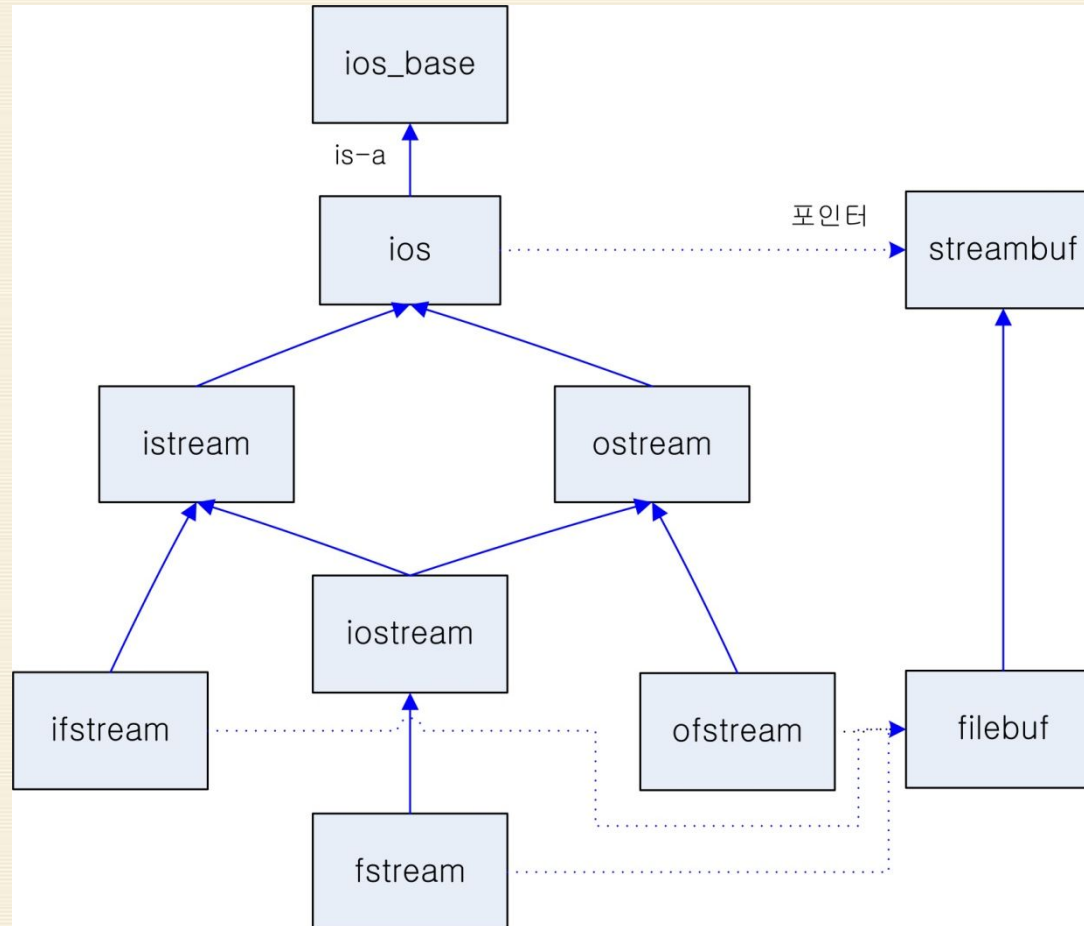 ios_base
is-a
포인터
ios
streambuf
istream
ostream
iostream
ifstream
ofstream
filebuf
fstream